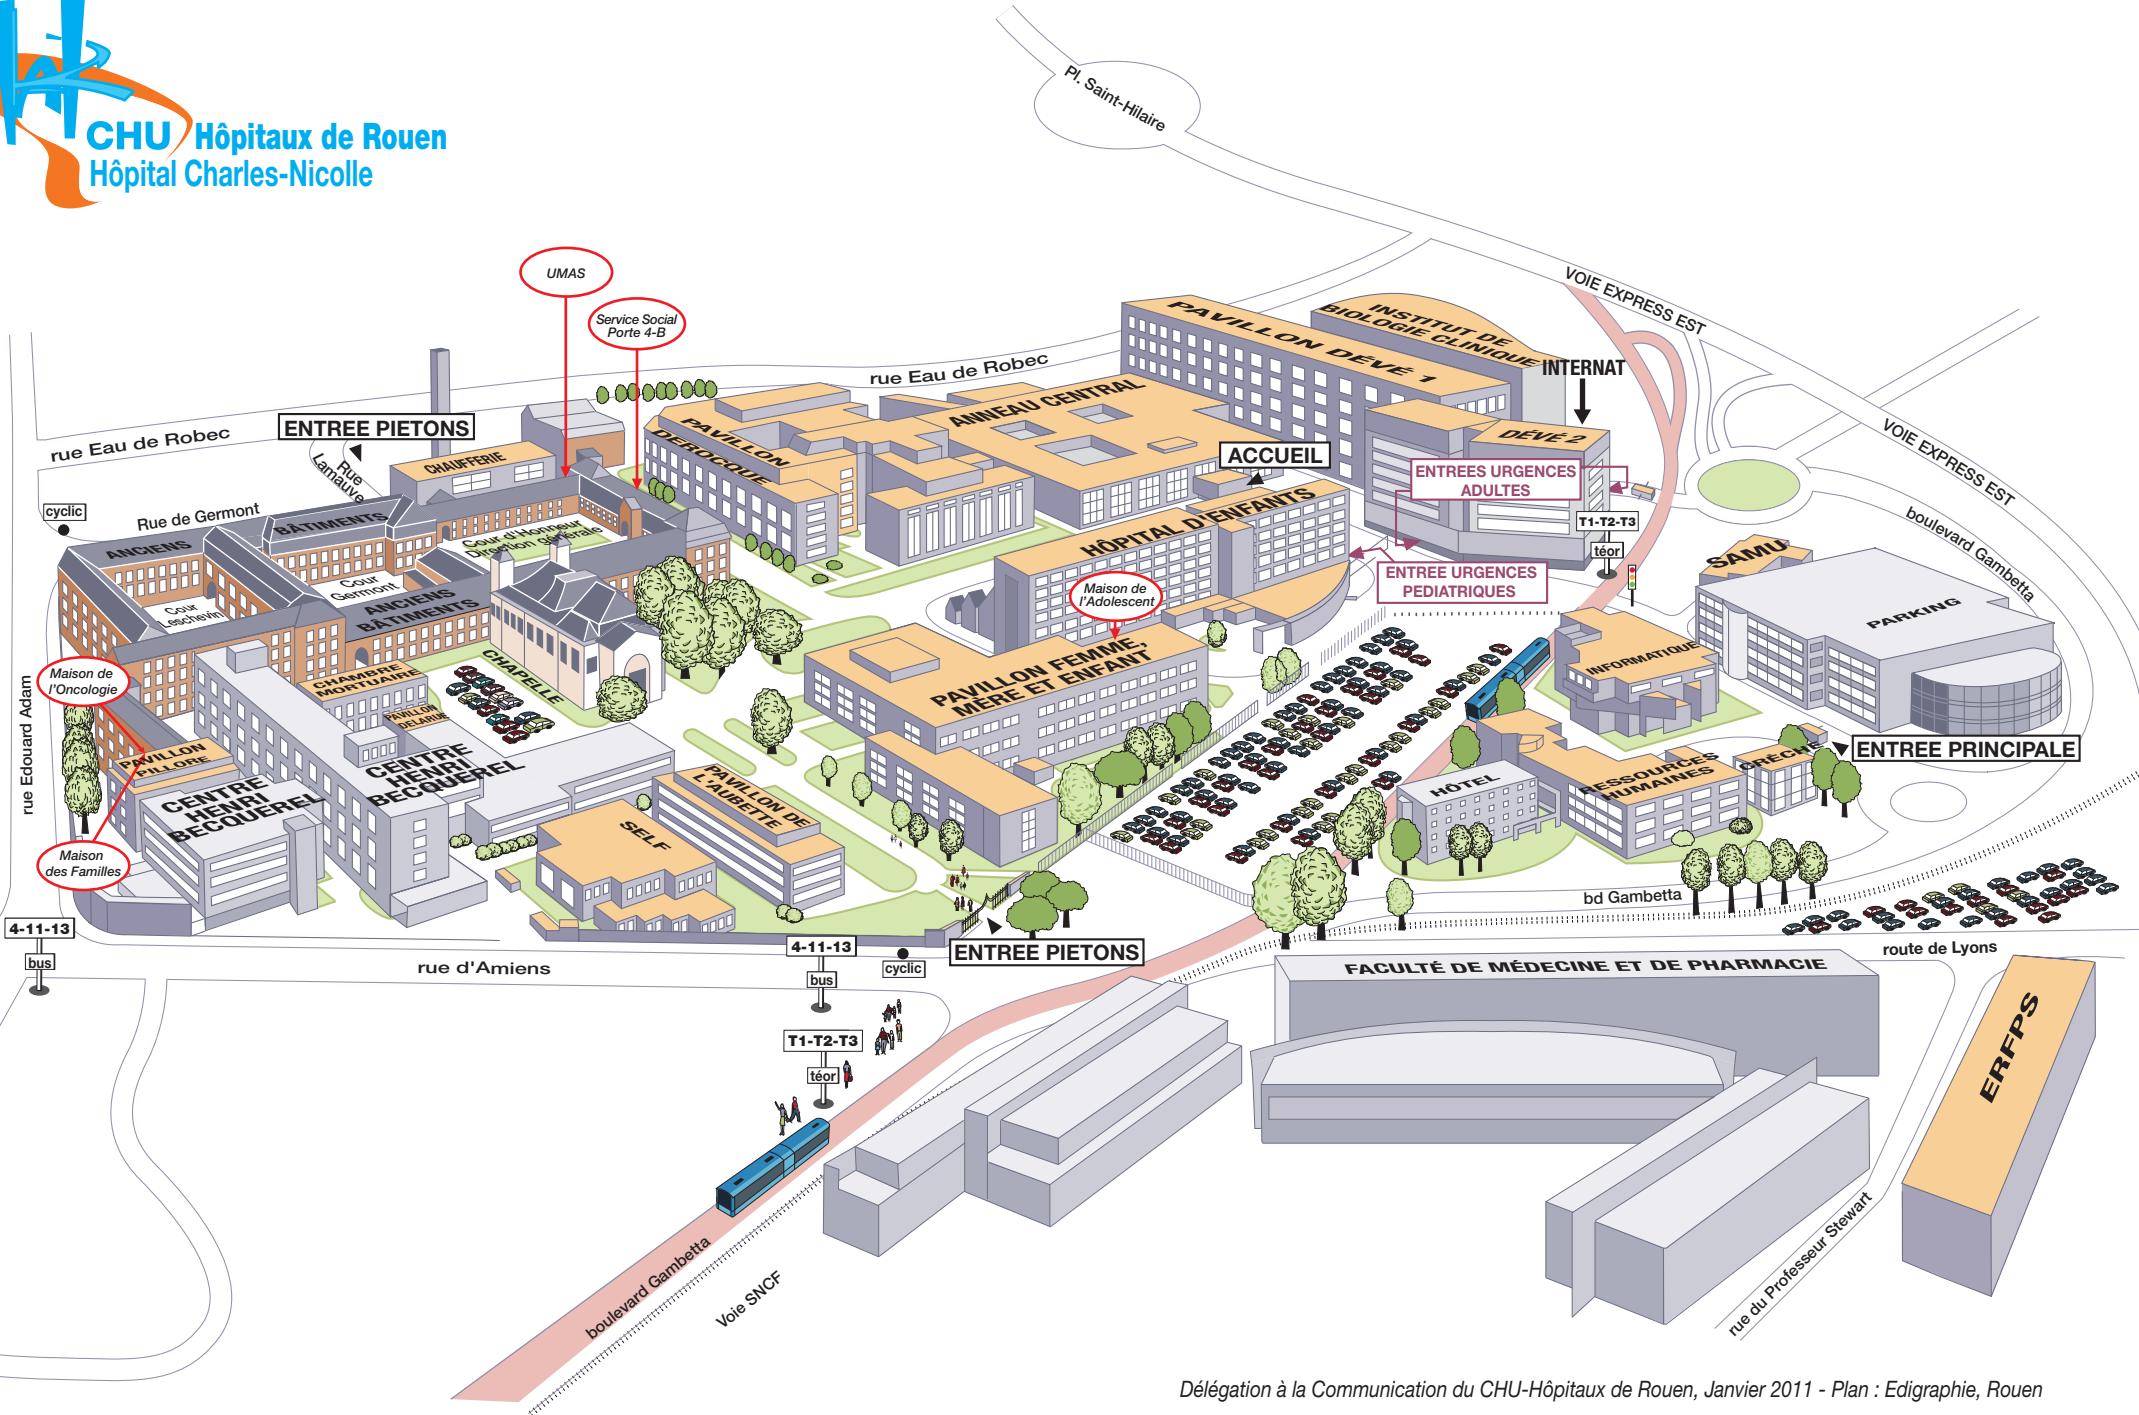 CHU Hôpitaux de Rouen
Hôpital Charles-Nicolle
Pl. Saint-Hilaire
VOIE EXPRESS EST
VOIE EXPRESS EST
UMAS
Service Social
Porte 4-B
rue Eau de Robec
rue Eau de Robec
PAVILLON DÉVÉ 1
INSTITUT DE
BIOLOGIE CLINIQUE
INTERNAT
DÉVÉ 2
ENTREE PIETONS
Rue
Lamauve
CHAUFFERIE
PAVILLON
DEROCQUE
ANNEAU CENTRAL
ACCUEIL
ENTREES URGENCES
ADULTES
T1-T2-T3
téor
cyclic
Rue de Germont
ANCIENS
BÂTIMENTS
Cour d'Honneur
Direction générale
Cour
Germont
Cour
Leschevin
ANCIENS
BÂTIMENTS
HÔPITAL D'ENFANTS
ENTREE URGENCES
PEDIATRIQUES
Maison de
l'Adolescent
SAMU
PARKING
boulevard Gambetta
INFORMATIQUE
CHAPELLE
CHAMBRE
MORTUAIRE
PAVILLON
DELARUE
PAVILLON FEMME,
MÈRE ET ENFANT
Maison de
l'Oncologie
rue Edouard Adam
PAVILLON
PILLORE
CENTRE
HENRI
BECQUEREL
CENTRE
HENRI
BECQUEREL
PAVILLON DE
L'AUBETTE
SELF
HÔTEL
RESSOURCES
HUMAINES
CRÈCHE
ENTREE PRINCIPALE
Maison
des Familles
4-11-13
bus
rue d'Amiens
4-11-13
bus
cyclic
ENTREE PIETONS
bd Gambetta
route de Lyons
FACULTÉ DE MÉDECINE ET DE PHARMACIE
ERFPS
T1-T2-T3
téor
boulevard Gambetta
Voie SNCF
rue du Professeur Stewart
Délégation à la Communication du CHU-Hôpitaux de Rouen, Janvier 2011 - Plan : Edigraphie, Rouen